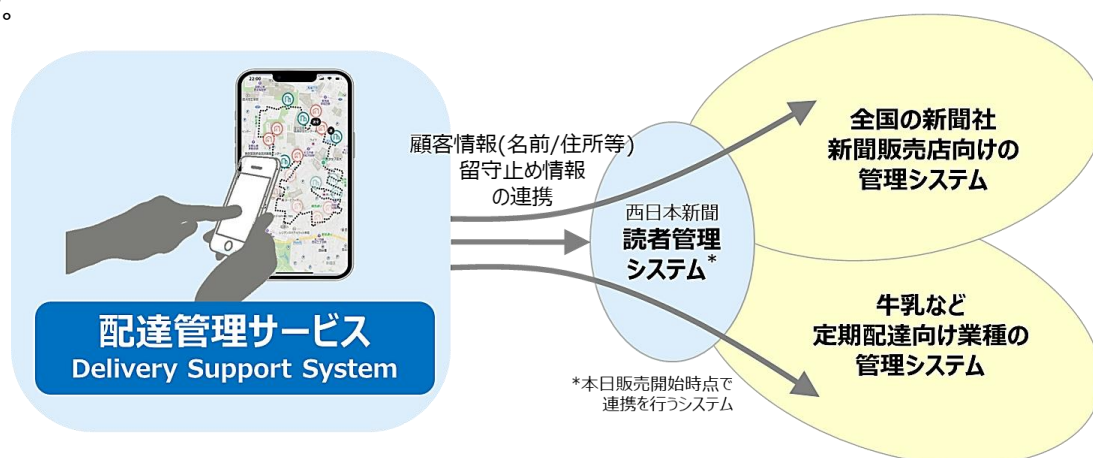 。
22:00
顧客情報(名前/住所等)
留守止め情報
の連携
全国の新聞社
新聞販売店向けの
管理システム
西日本新聞
読者管理
システム*
牛乳など
定期配達向け業種の
管理システム
配達管理サービス
Delivery Support System
*本日販売開始時点で
連携を行うシステム